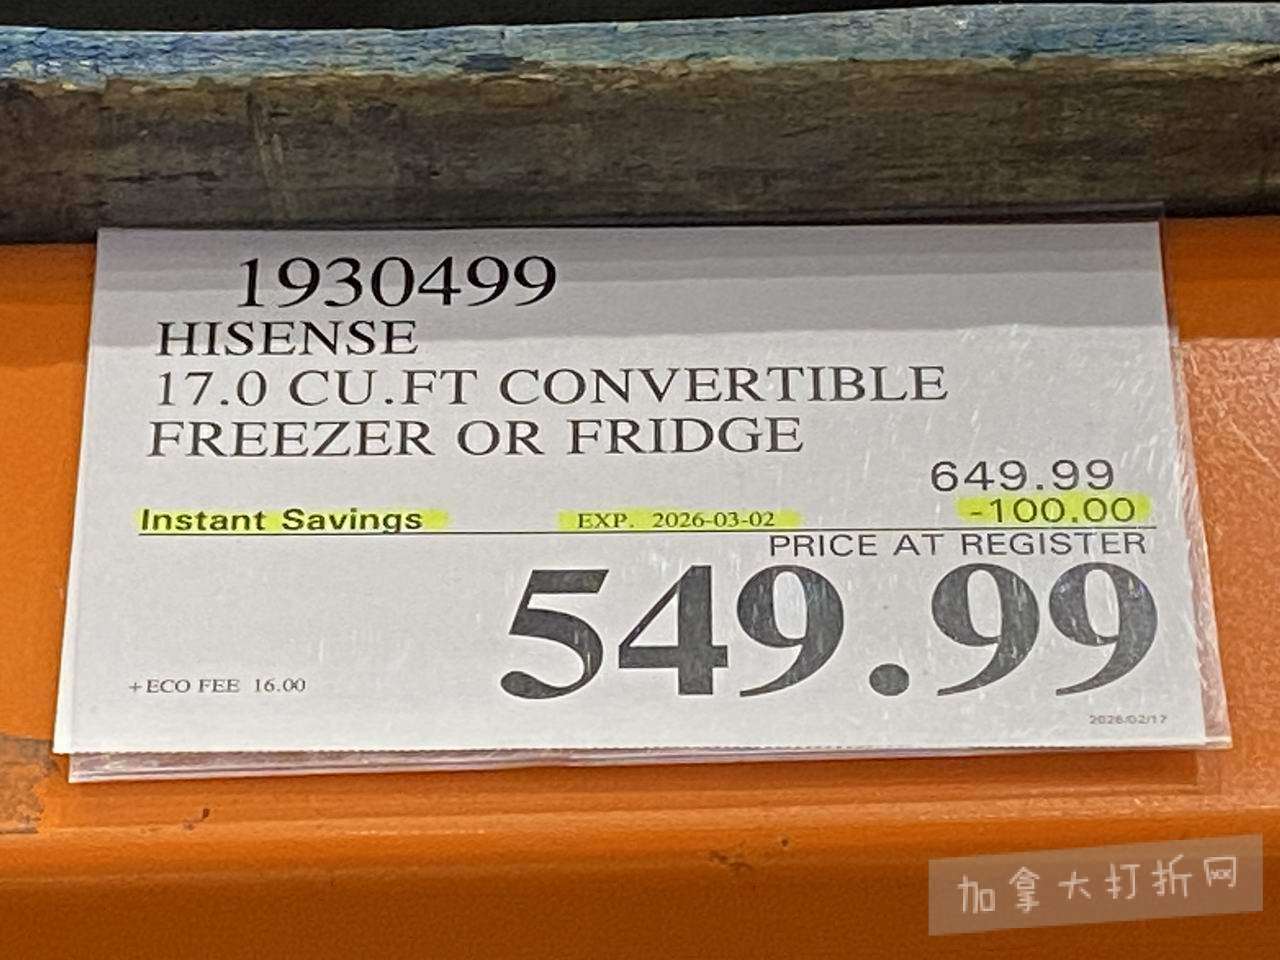 1930499
HISENSE
17.0 CU.FT CONVERTIBLE
FREEZER OR FRIDGE
649.99
Instant Savings EXP. 2026-03-02 -100.00
PRICE AT REGISTER
549.99
+ECO FEE 16.00
2026/02/17
加拿大打折网